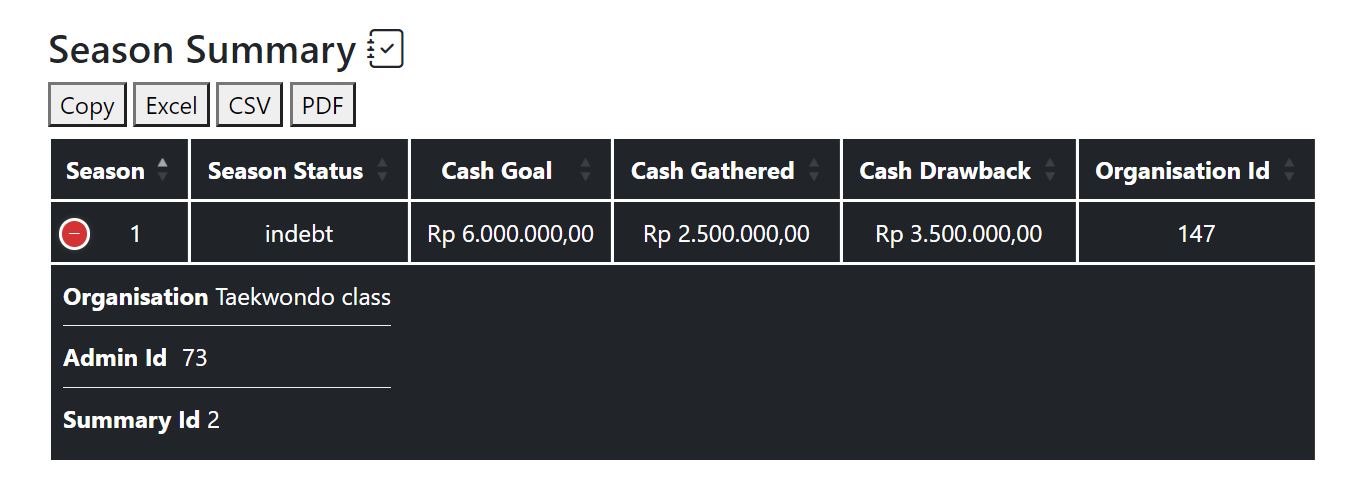 Season Summary
Copy Excel CSV PDF
Season Season Status Cash Goal Cash Gathered Cash Drawback Organisation Id
1 indebt Rp 6.000.000,00 Rp 2.500.000,00 Rp 3.500.000,00 147
Organisation Taekwondo class
Admin Id 73
Summary Id 2